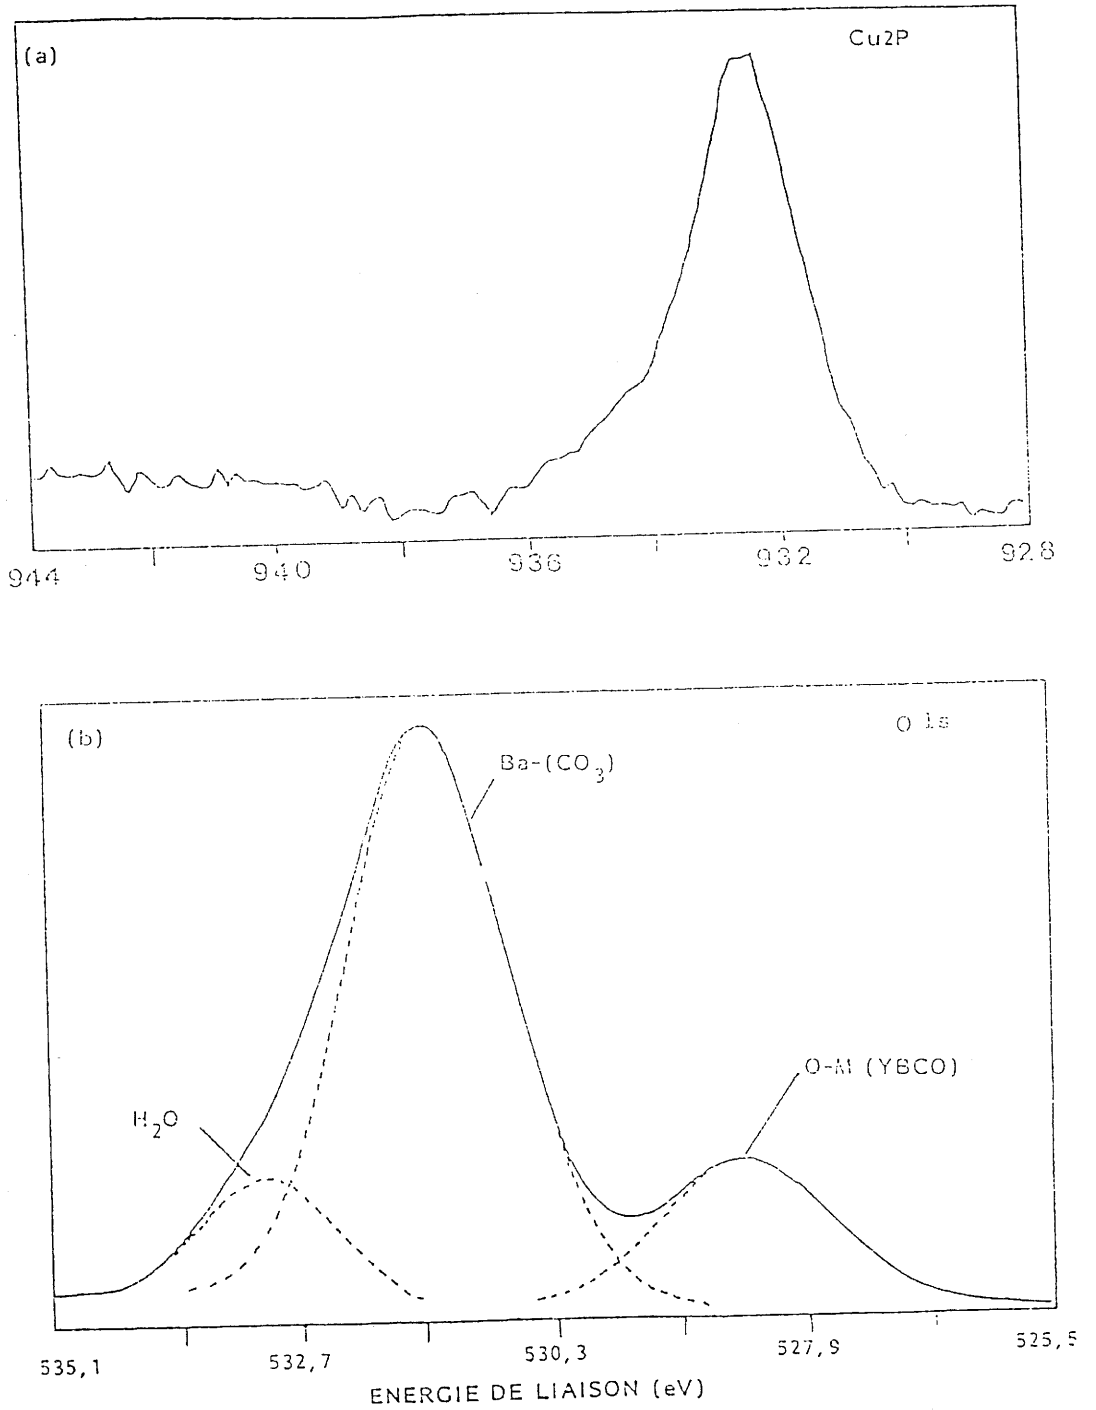 (a)
Cu2P
944 940 936 932 928
(b)
O 1s
Ba-(CO3)
O-M (YBCO)
H2O
535,1 532,7 530,3 527,9 525,5
ENERGIE DE LIAISON (eV)